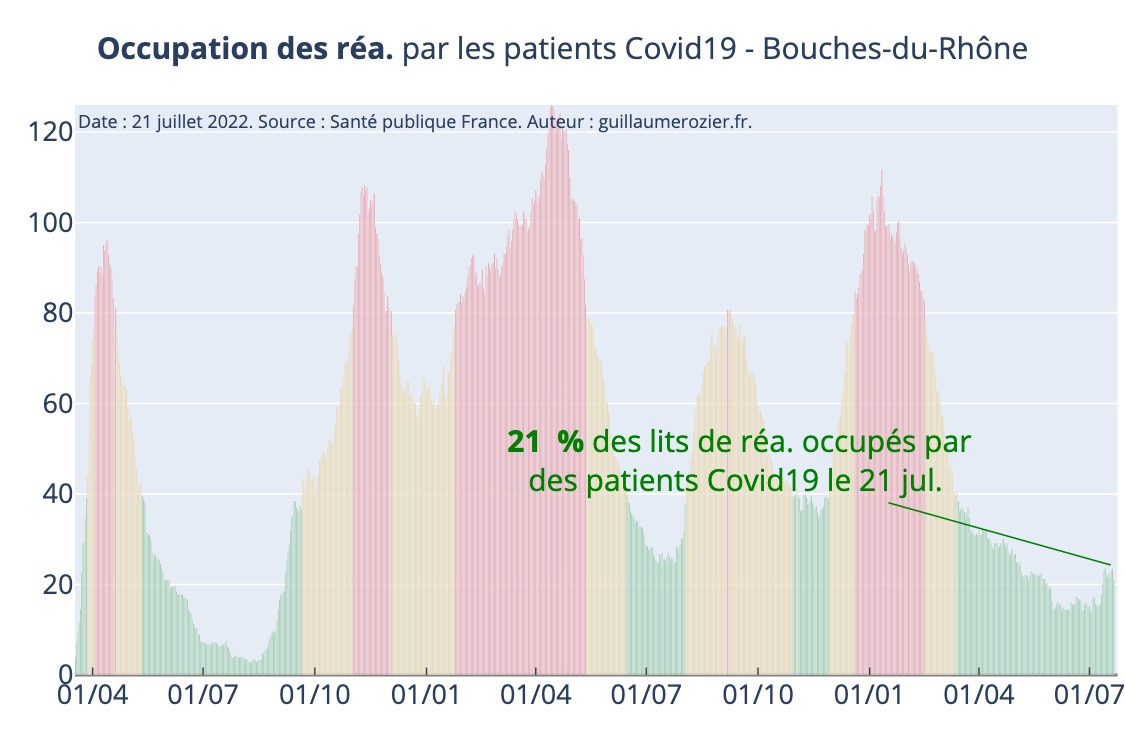 Occupation des réa. par les patients Covid19 - Bouches-du-Rhône
Date : 21 juillet 2022. Source : Santé publique France. Auteur : guillaumerozier.fr.
120
100
80
60
40
20
0
21 % des lits de réa. occupés par
des patients Covid19 le 21 jul.
01/04 01/07 01/10 01/01 01/04 01/07 01/10 01/01 01/04 01/07